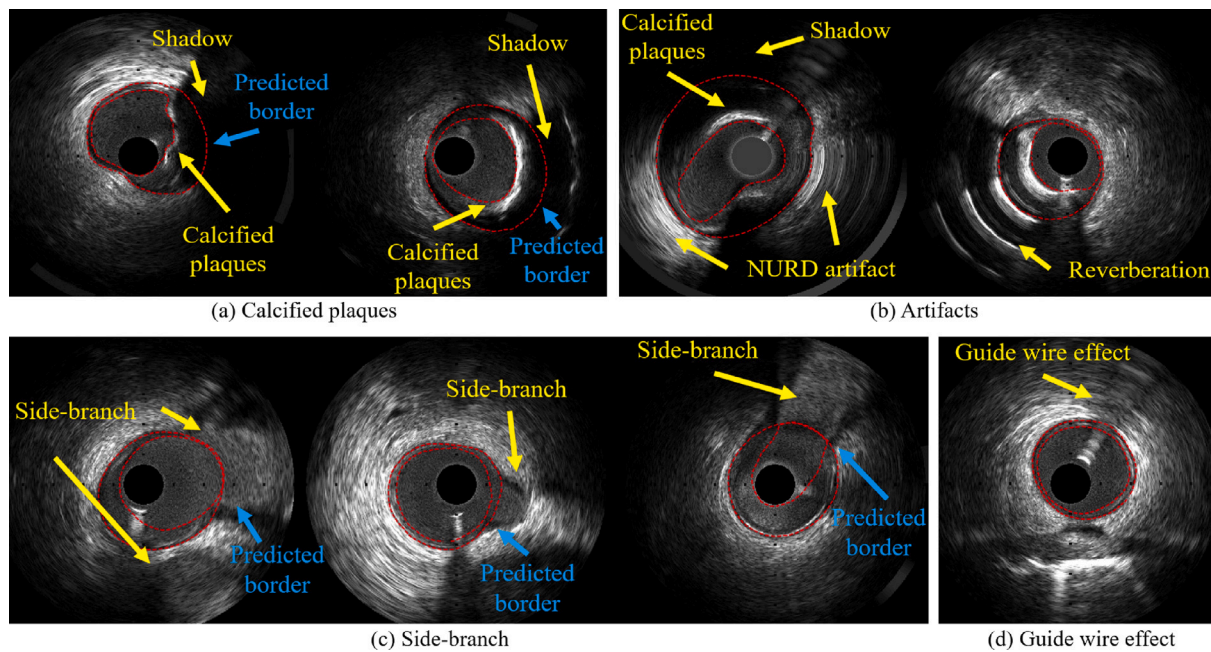 Shadow
Predicted
border
Calcified
plaques
Shadow
Calcified
plaques
Predicted
border
(a) Calcified plaques
Calcified
plaques
Shadow
NURD artifact
Reverberation
(b) Artifacts
Side-branch
Predicted
border
Side-branch
Predicted
border
Side-branch
Predicted
border
(c) Side-branch
Guide wire effect
(d) Guide wire effect